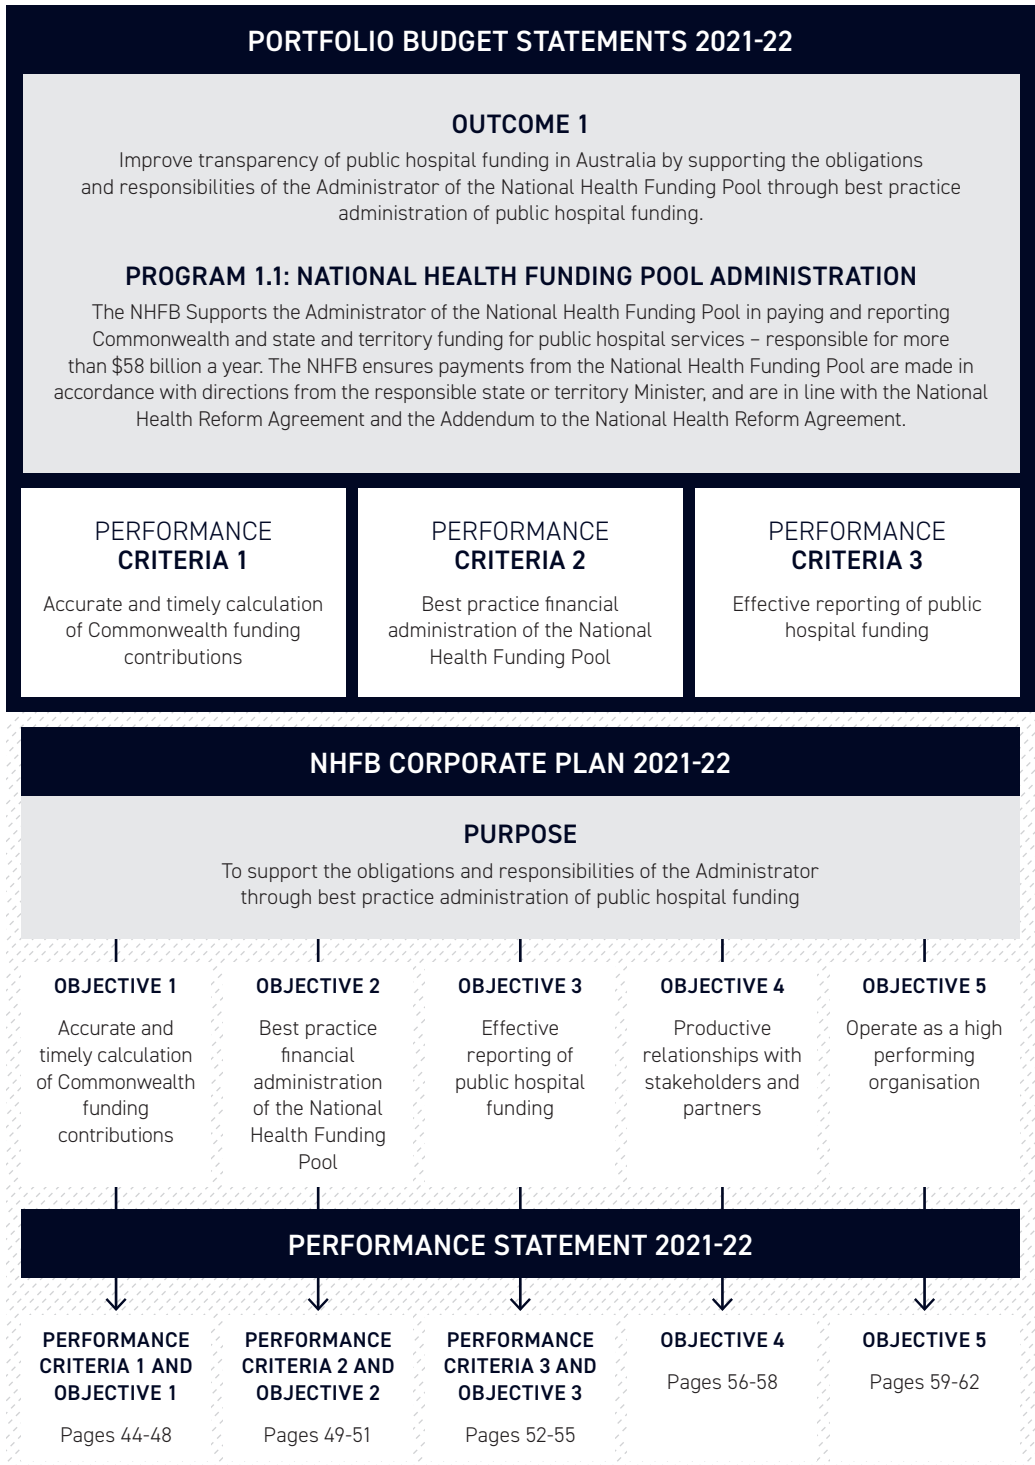 PORTFOLIO BUDGET STATEMENTS 2021-22
OUTCOME 1
Improve transparency of public hospital funding in Australia by supporting the obligations
and responsibilities of the Administrator of the National Health Funding Pool through best practice
administration of public hospital funding.
PROGRAM 1.1: NATIONAL HEALTH FUNDING POOL ADMINISTRATION
The NHFB Supports the Administrator of the National Health Funding Pool in paying and reporting
Commonwealth and state and territory funding for public hospital services – responsible for more
than $58 billion a year. The NHFB ensures payments from the National Health Funding Pool are made in
accordance with directions from the responsible state or territory Minister, and are in line with the National
Health Reform Agreement and the Addendum to the National Health Reform Agreement.
PERFORMANCE
CRITERIA 1
Accurate and timely calculation
of Commonwealth funding
contributions
PERFORMANCE
CRITERIA 2
Best practice financial
administration of the National
Health Funding Pool
PERFORMANCE
CRITERIA 3
Effective reporting of public
hospital funding
NHFB CORPORATE PLAN 2021-22
PURPOSE
To support the obligations and responsibilities of the Administrator
through best practice administration of public hospital funding
OBJECTIVE 1
Accurate and
timely calculation
of Commonwealth
funding
contributions
OBJECTIVE 2
Best practice
financial
administration
of the National
Health Funding
Pool
OBJECTIVE 3
Effective
reporting of
public hospital
funding
OBJECTIVE 4
Productive
relationships with
stakeholders and
partners
OBJECTIVE 5
Operate as a high
performing
organisation
PERFORMANCE STATEMENT 2021-22
PERFORMANCE
CRITERIA 1 AND
OBJECTIVE 1
Pages 44-48
PERFORMANCE
CRITERIA 2 AND
OBJECTIVE 2
Pages 49-51
PERFORMANCE
CRITERIA 3 AND
OBJECTIVE 3
Pages 52-55
OBJECTIVE 4
Pages 56-58
OBJECTIVE 5
Pages 59-62